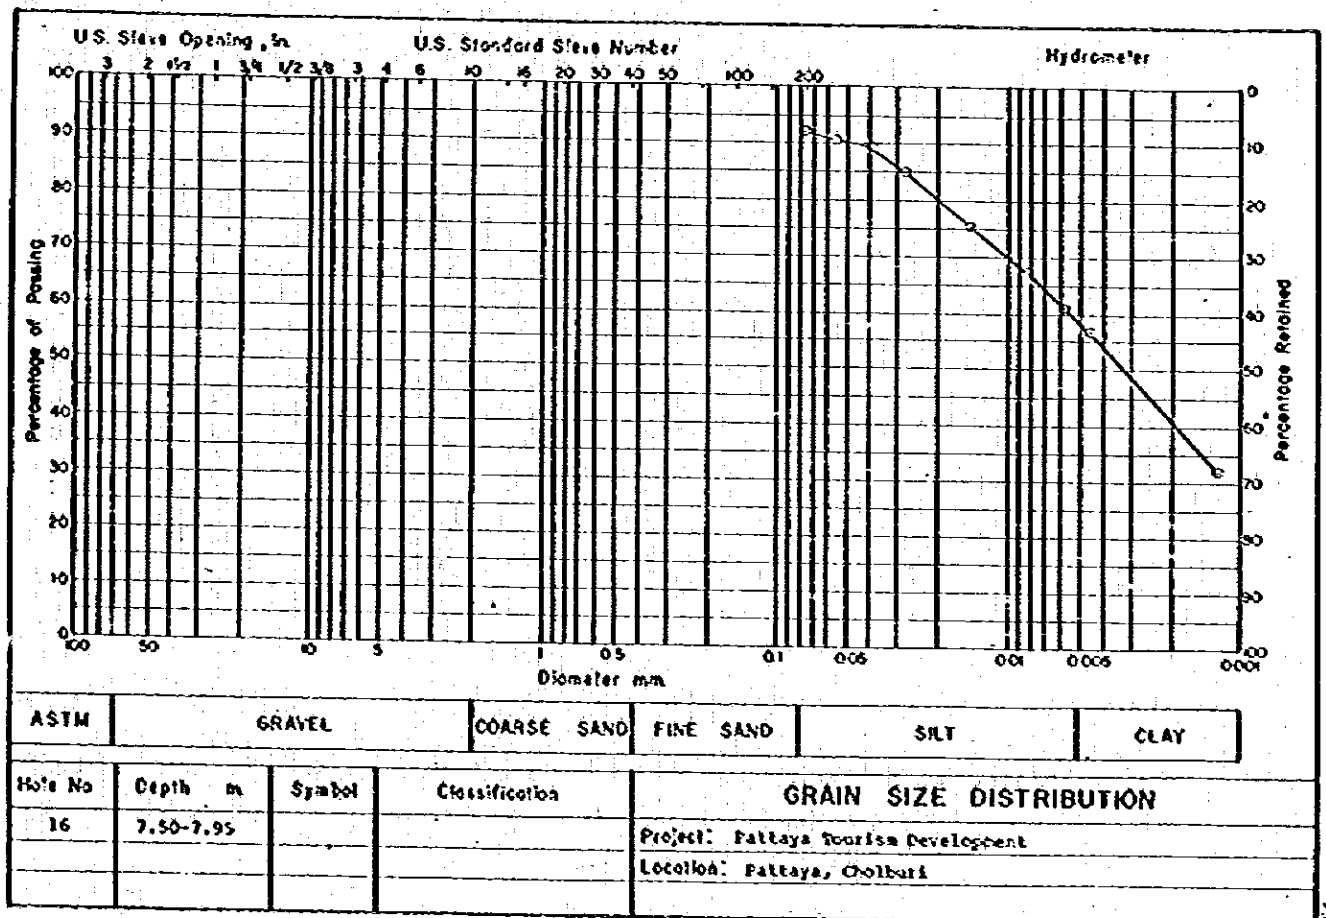 U.S. Sieve Opening, In. U.S. Standard Sieve Number Hydrometer
3 2 1 1/2 1 3/4 1/2 3/8 3 4 6 10 16 20 30 40 50 100 200
100 0
90 10
80 20
70 30
60 40
50 50
40 60
30 70
20 80
10 90
0 100
Percentage of Passing
Percentage Retained
100 50 10 5 1 0.5 0.1 0.05 0.01 0.005 0.001
Diameter mm
ASTM GRAVEL COARSE SAND FINE SAND SILT CLAY
Hole No Depth m Symbol Classification GRAIN SIZE DISTRIBUTION
16 7.50-7.95
Project: Pattaya Tourism Development
Location: Pattaya, Cholburi